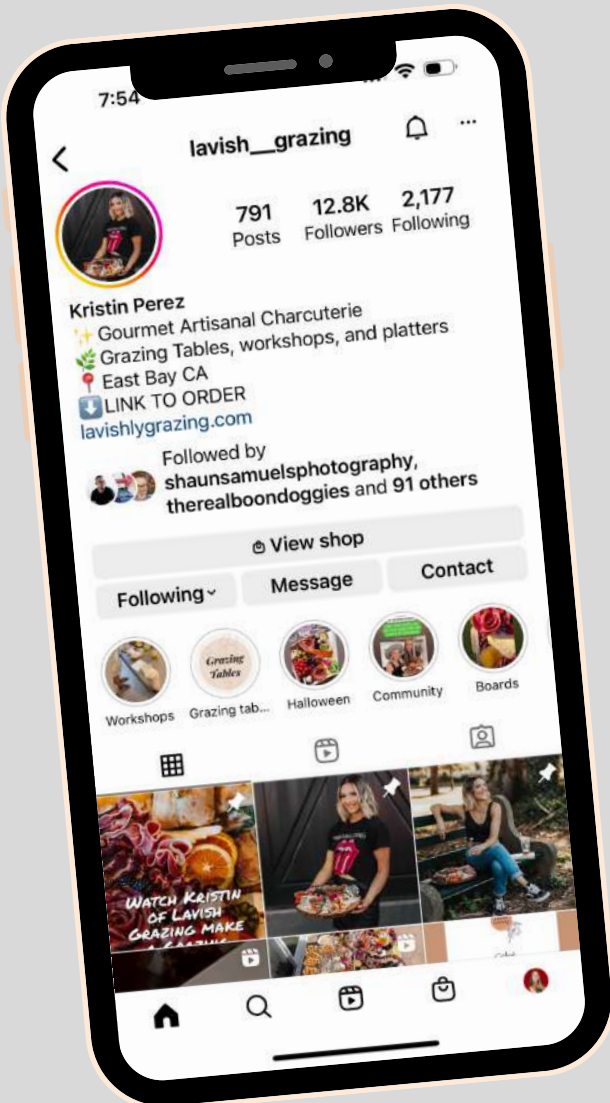 7:54
lavish__grazing
791 12.8K 2,177
Posts Followers Following
Kristin Perez
✨ Gourmet Artisanal Charcuterie
🌿 Grazing Tables, workshops, and platters
📍 East Bay CA
⬇️ LINK TO ORDER
lavishlygrazing.com
Followed by
shaunsamuelsphotography,
therealboondoggies and 91 others
View shop
Following Message Contact
Grazing
Tables
Workshops Grazing tab... Halloween Community Boards
WATCH KRISTIN
OF LAVISH
GRAZING MAKE